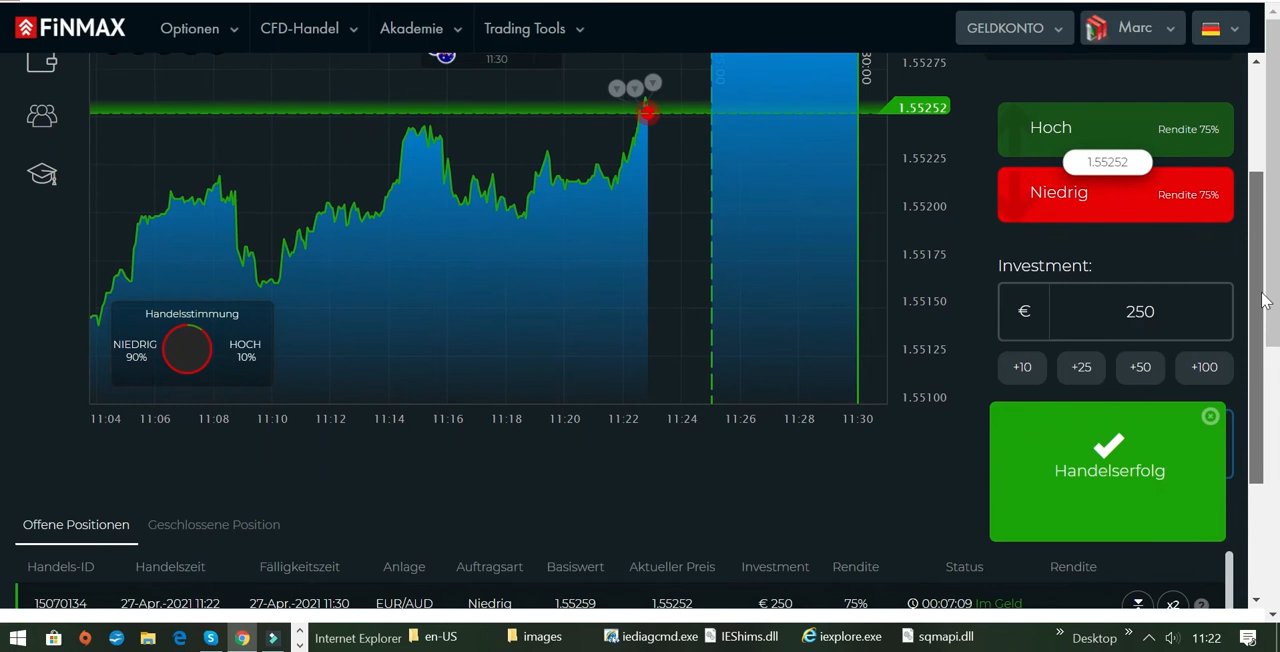 FiNMAX Optionen CFD-Handel Akademie Trading Tools GELDKONTO Marc
11:30
1.55275
1.55252
1.55225
1.55200
1.55175
1.55150
1.55125
1.55100
Handelsstimmung
NIEDRIG HOCH
90% 10%
11:04 11:06 11:08 11:10 11:12 11:14 11:16 11:18 11:20 11:22 11:24 11:26 11:28 11:30
Hoch Rendite 75%
1.55252
Niedrig Rendite 75%
Investment:
€ 250
+10 +25 +50 +100
Handelserfolg
Offene Positionen Geschlossene Position
Handels-ID Handelszeit Fälligkeitszeit Anlage Auftragsart Basiswert Aktueller Preis Investment Rendite Status Rendite
15070134 27-Apr.-2021 11:22 27-Apr.-2021 11:30 EUR/AUD Niedrig 1.55259 1.55252 € 250 75% 00:07:09 Im Geld x2 ?
Internet Explorer » en-US images iediagcmd.exe IEShims.dll iexplore.exe sqmapi.dll » Desktop » 11:22